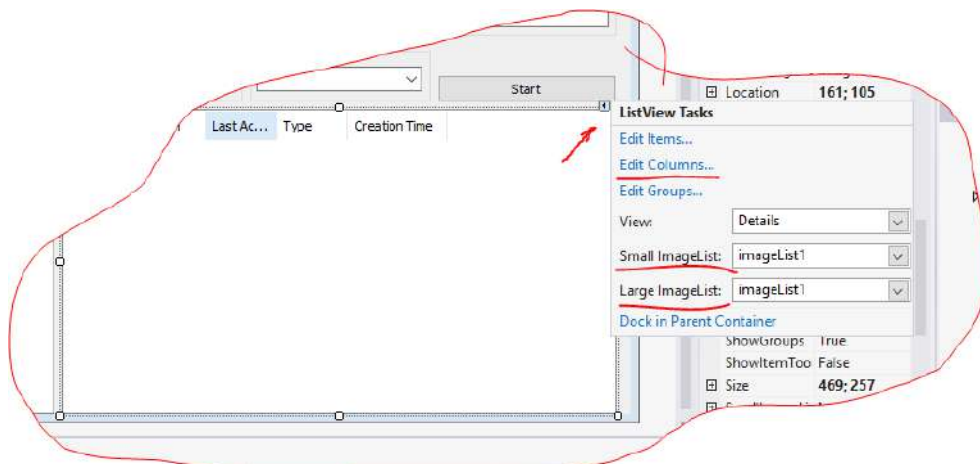 Start
Location 161; 105
Last Ac... Type Creation Time
ListView Tasks
Edit Items...
Edit Columns...
Edit Groups...
View: Details
Small ImageList: imageList1
Large ImageList: imageList1
Dock in Parent Container
ShowGroups True
ShowItemToo False
Size 469; 257